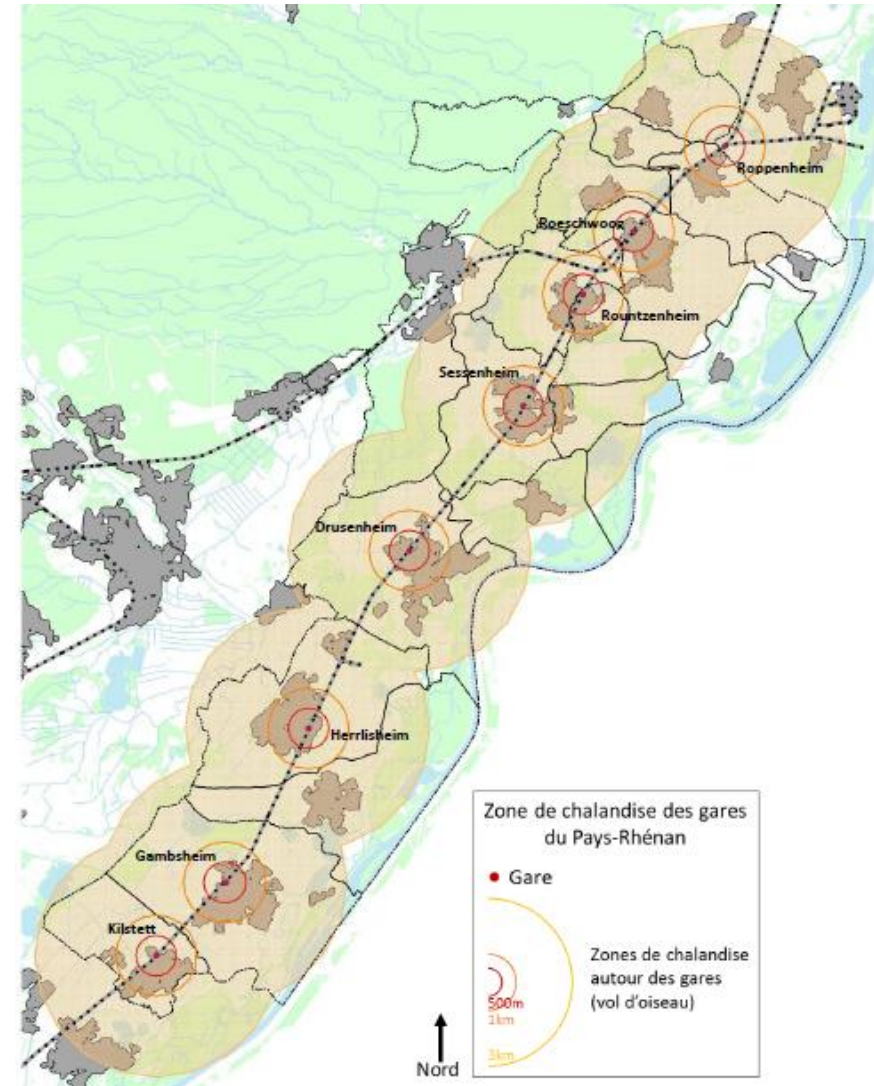 Roppenheim
Roeschwoog
Rountzenheim
Sessenheim
Drusenheim
Herrlisheim
Gambsheim
Kilstett
Zone de chalandise des gares
du Pays-Rhénan
Gare
Zones de chalandise
autour des gares
(vol d'oiseau)
500m
1km
3km
Nord